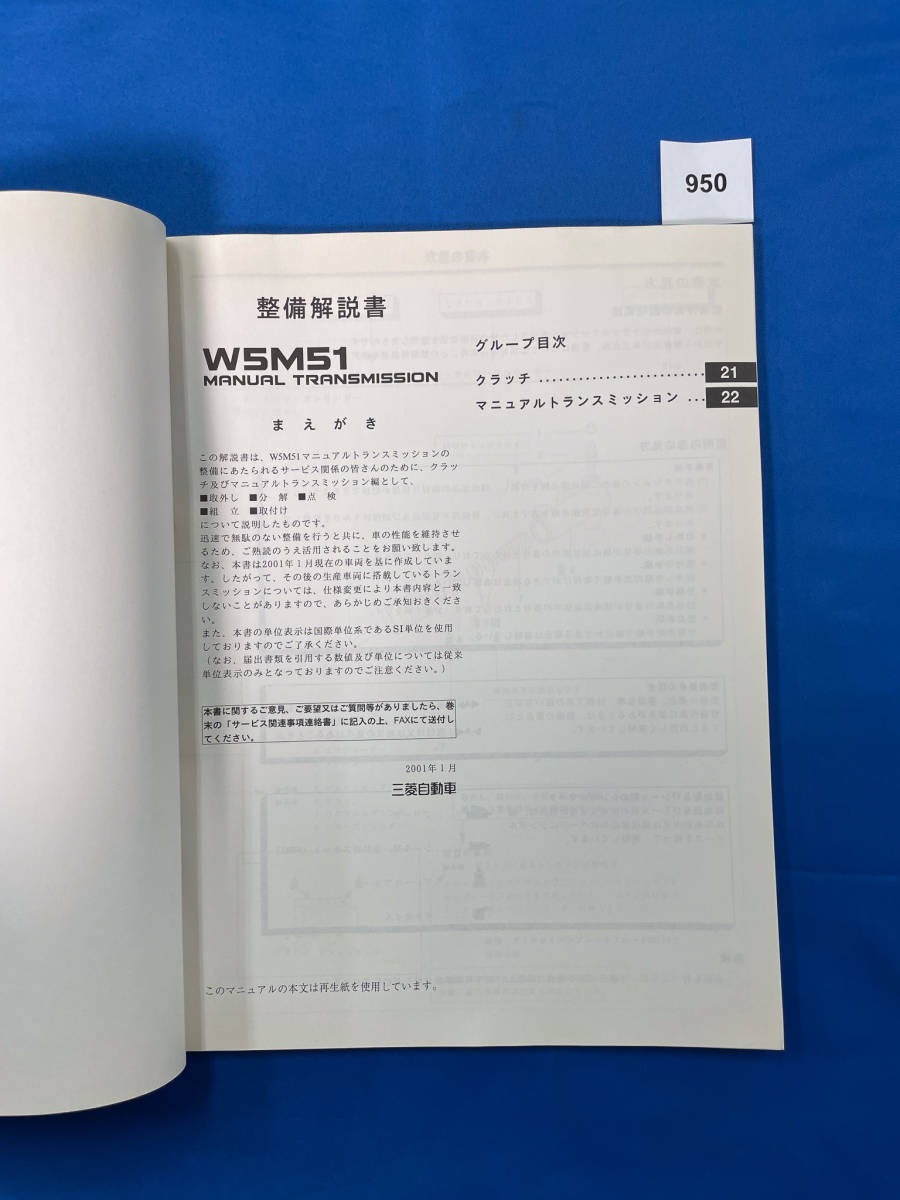 950
整備解説書
W5M51
MANUAL TRANSMISSION
まえがき
この解説書は、W5M51マニュアルトランスミッションの
整備にあたられるサービス関係の皆さんのために、クラッ
チ及びマニュアルトランスミッション編として、
■取外し ■分 解 ■点 検
■組 立 ■取付け
について説明したものです。
迅速で無駄のない整備を行うと共に、車の性能を維持させ
るため、ご熟読のうえ活用されることをお願い致します。
なお、本書は2001年1月現在の車両を基に作成していま
す。したがって、その後の生産車両に搭載しているトラン
スミッションについては、仕様変更により本書内容と一致
しないことがありますので、あらかじめご承知おきくださ
い。
また、本書の単位表示は国際単位系であるSI単位を使用
しておりますのでご了承ください。
(なお、届出書類を引用する数値及び単位については従来
単位表示のみとなっておりますのでご注意ください。)
本書に関するご意見、ご要望又はご質問等がありましたら、巻
末の「サービス関連事項連絡書」に記入の上、FAXにて送付し
てください。
2001年1月
三菱自動車
このマニュアルの本文は再生紙を使用しています。
グループ目次
クラッチ ......................... 21
マニュアルトランスミッション ... 22